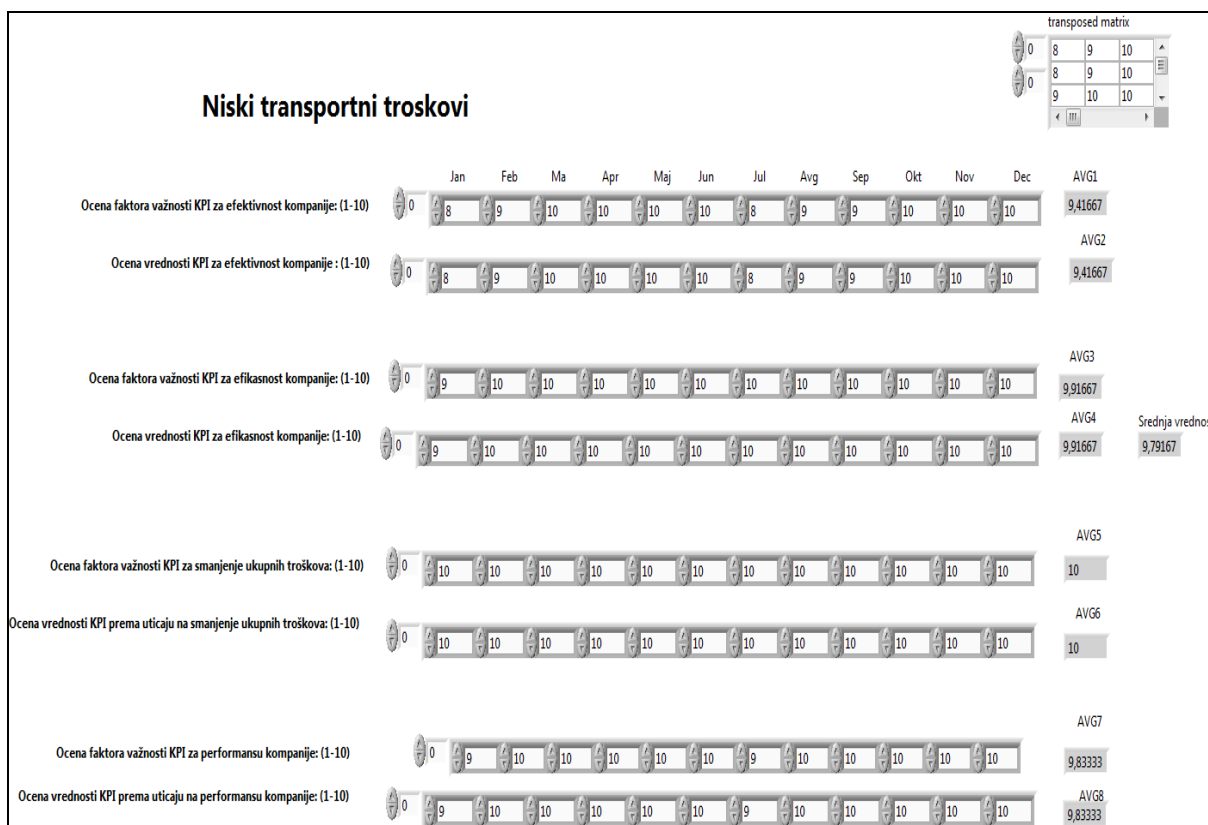 transposed matrix
0 8 9 10
0 8 9 10
9 10 10
Niski transportni troskovi
Jan Feb Ma Apr Maj Jun Jul Avg Sep Okt Nov Dec AVG1
Ocena faktora važnosti KPI za efektivnost kompanije: (1-10) 0 8 9 10 10 10 10 8 9 9 10 10 10 9,41667
AVG2
Ocena vrednosti KPI za efektivnost kompanije : (1-10) 0 8 9 10 10 10 10 8 9 9 10 10 10 9,41667
AVG3
Ocena faktora važnosti KPI za efikasnost kompanije: (1-10) 0 9 10 10 10 10 10 10 10 10 10 10 10 9,91667
AVG4 Srednja vrednos
Ocena vrednosti KPI za efikasnost kompanije: (1-10) 0 9 10 10 10 10 10 10 10 10 10 10 10 9,91667 9,79167
AVG5
Ocena faktora važnosti KPI za smanjenje ukupnih troškova: (1-10) 0 10 10 10 10 10 10 10 10 10 10 10 10 10
AVG6
Ocena vrednosti KPI prema uticaju na smanjenje ukupnih troškova: (1-10) 0 10 10 10 10 10 10 10 10 10 10 10 10 10
AVG7
Ocena faktora važnosti KPI za performansu kompanije: (1-10) 0 9 10 10 10 10 10 9 10 10 10 10 10 9,83333
AVG8
Ocena vrednosti KPI prema uticaju na performansu kompanije: (1-10) 0 9 10 10 10 10 10 9 10 10 10 10 10 9,83333